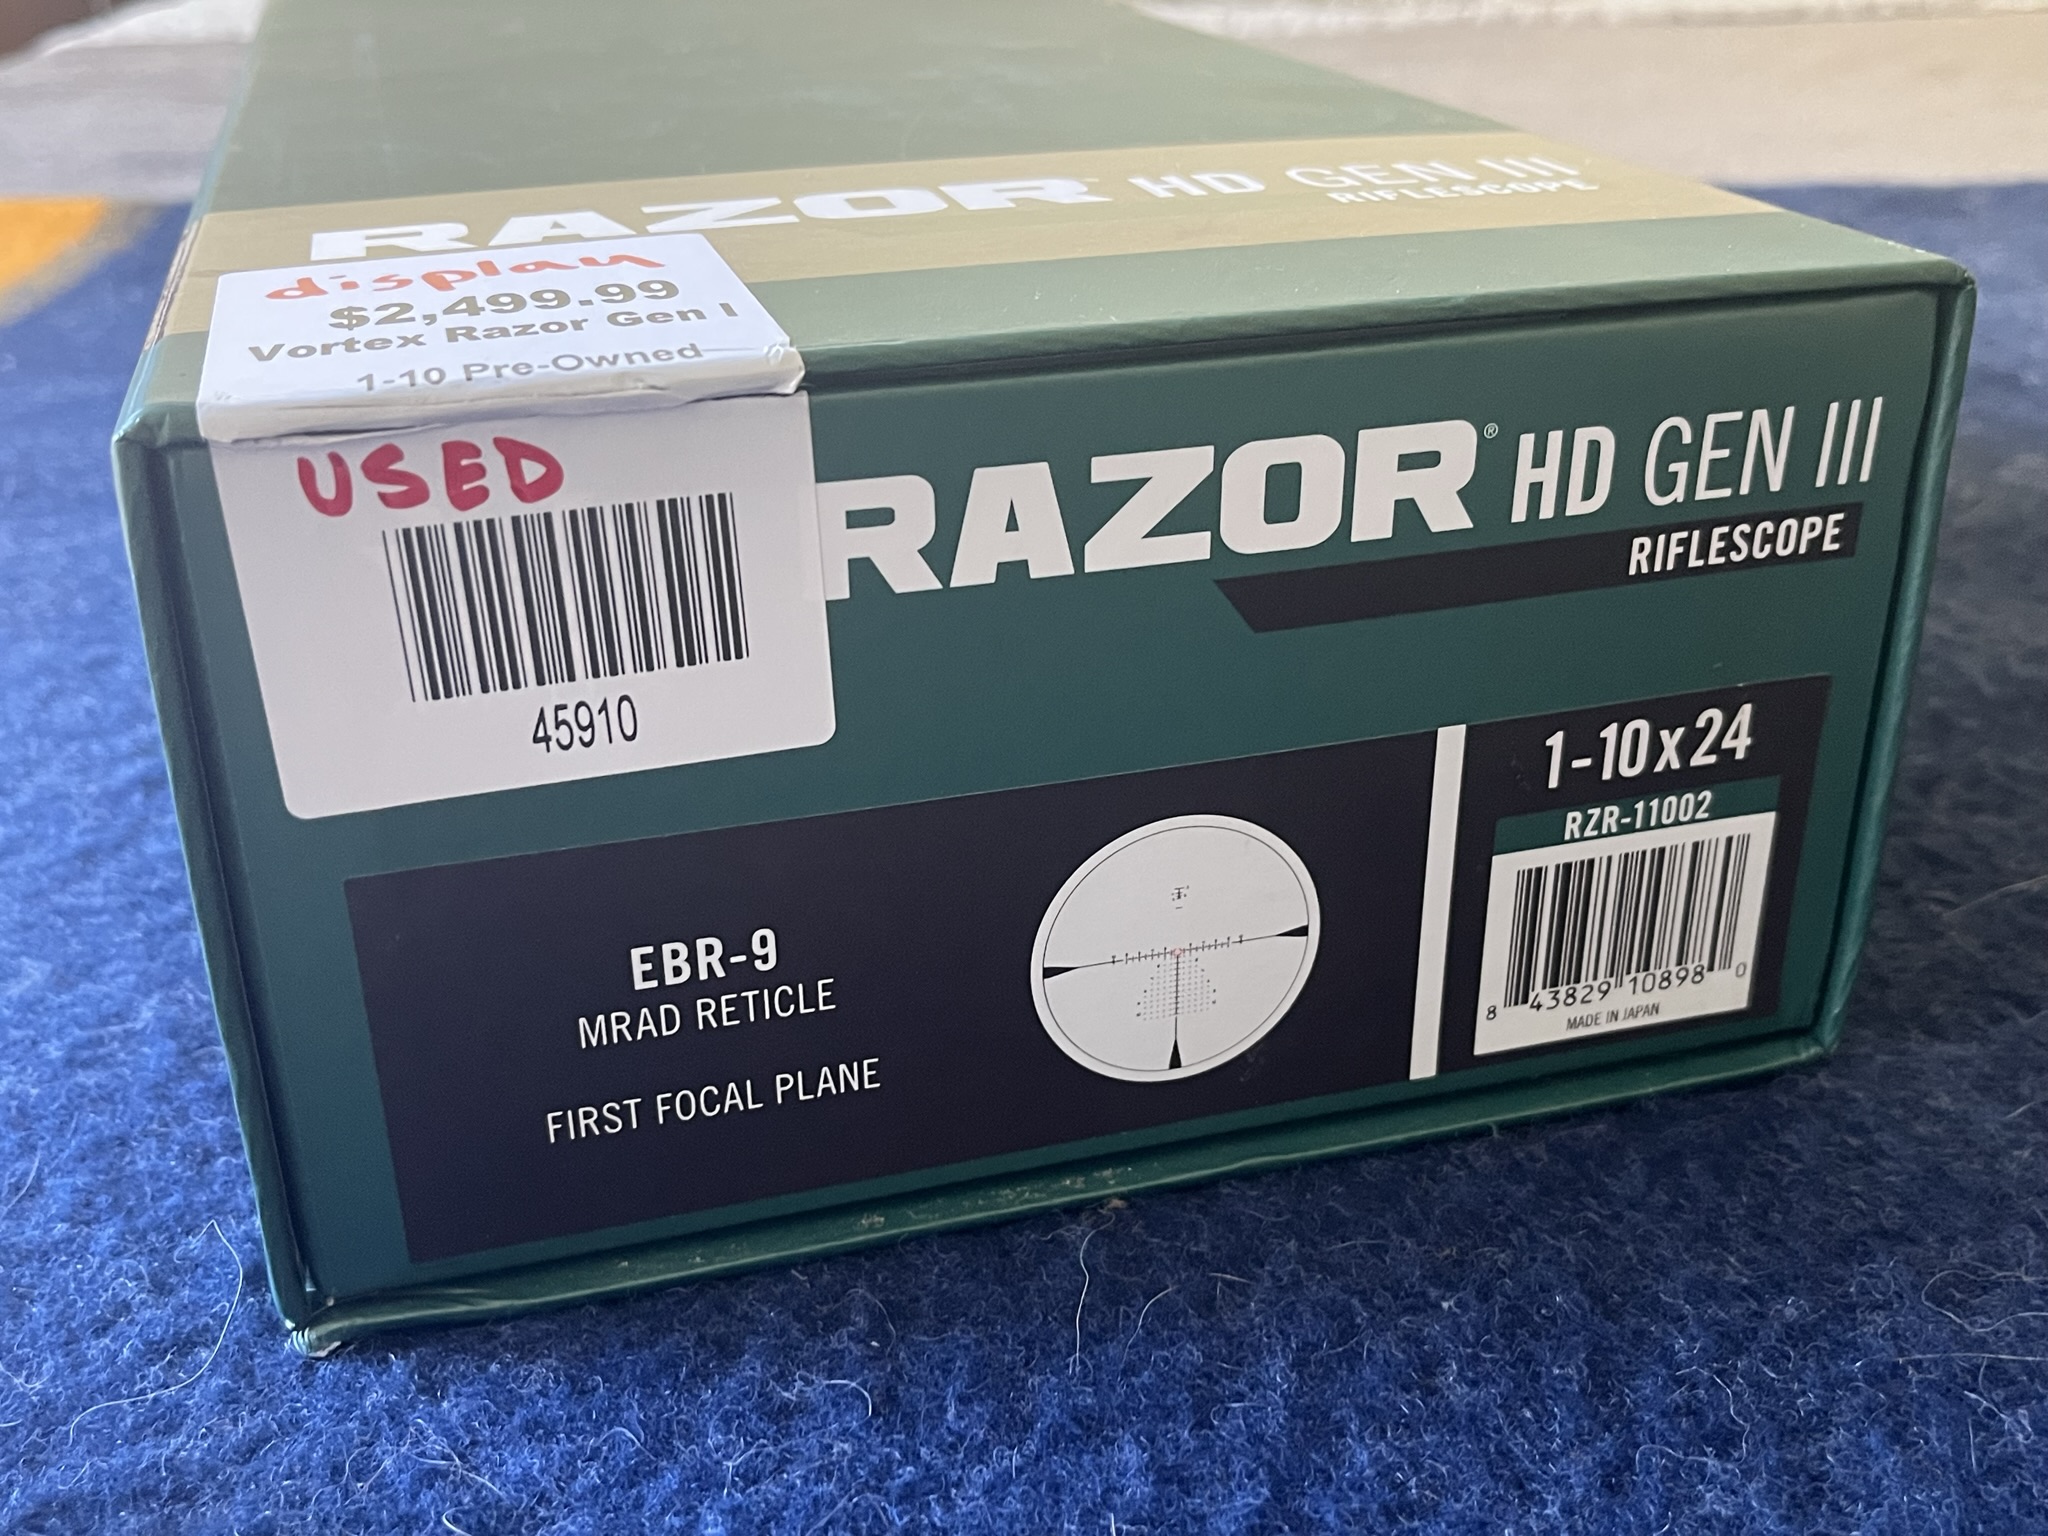 RAZOR HD GEN III
RIFLESCOPE
display
$2,499.99
Vortex Razor Gen I
1-10 Pre-Owned
USED
45910
RAZOR® HD GEN III
RIFLESCOPE
EBR-9
MRAD RETICLE
FIRST FOCAL PLANE
1-10x24
RZR-11002
8 43829 10898 0
MADE IN JAPAN